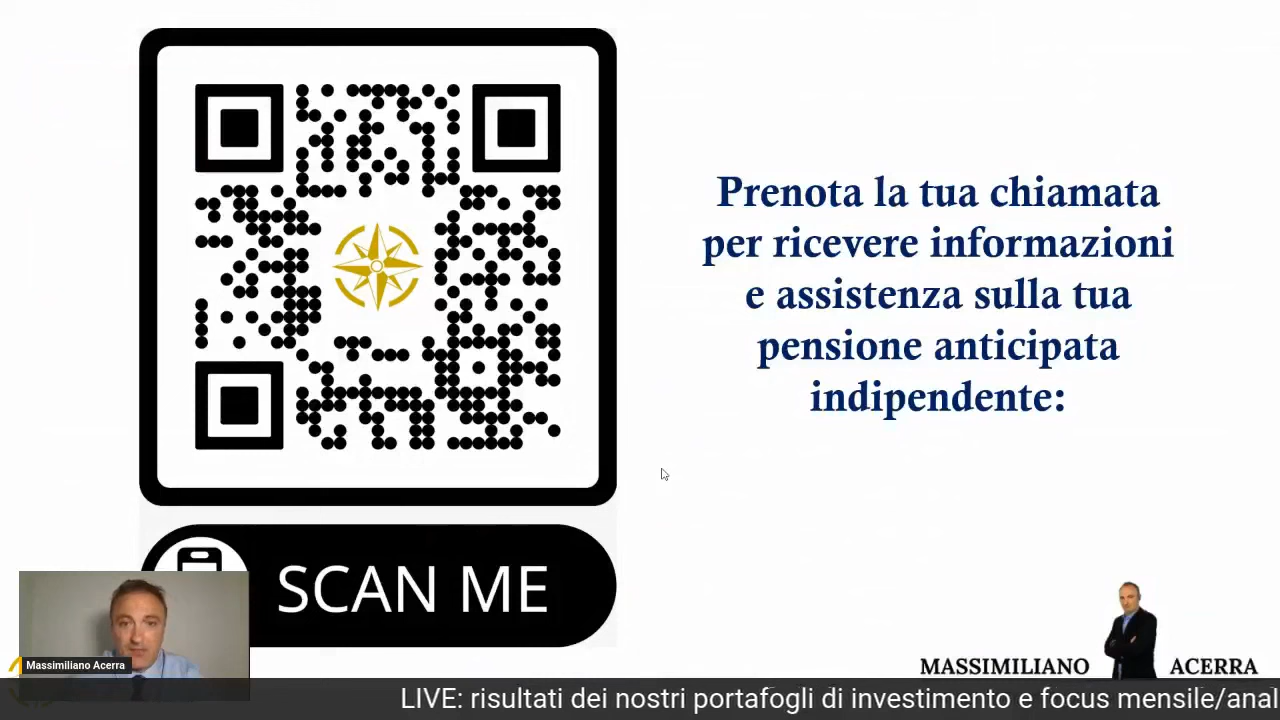 Prenota la tua chiamata
per ricevere informazioni
e assistenza sulla tua
pensione anticipata
indipendente:
SCAN ME
Massimiliano Acerra
MASSIMILIANO ACERRA
LIVE: risultati dei nostri portafogli di investimento e focus mensile/anal